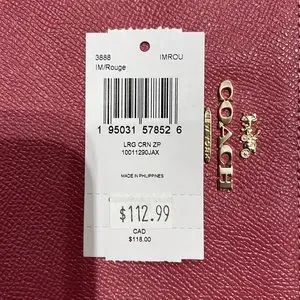 3888 IMROU
IM/Rouge
1 95031 57852 6
LRG CRN ZP
10011290JAX
MADE IN PHILIPPINES
$112.99
CAD
$118.00
COACH
NEW YORK